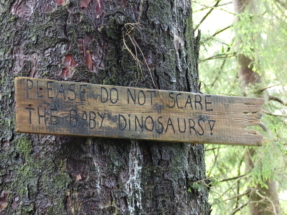 PLEASE DO NOT SCARE
THE BABY DINOSAURS!